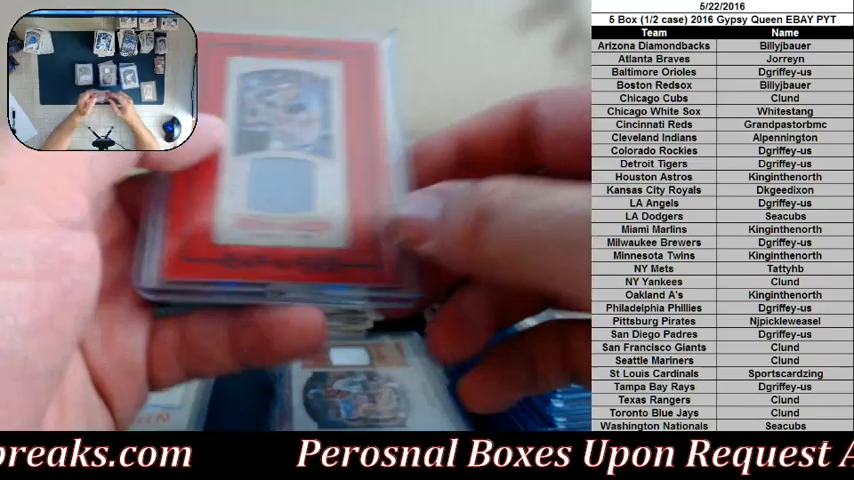 5/22/2016
5 Box (1/2 case) 2016 Gypsy Queen EBAY PYT
Team Name
Arizona Diamondbacks Billyjbauer
Atlanta Braves Jorreyn
Baltimore Orioles Dgriffey-us
Boston Redsox Billyjbauer
Chicago Cubs Clund
Chicago White Sox Whitestang
Cincinnati Reds Grandpastorbmc
Cleveland Indians Alpennington
Colorado Rockies Dgriffey-us
Detroit Tigers Dgriffey-us
Houston Astros Kinginthenorth
Kansas City Royals Dkgeedixon
LA Angels Dgriffey-us
LA Dodgers Seacubs
Miami Marlins Kinginthenorth
Milwaukee Brewers Dgriffey-us
Minnesota Twins Kinginthenorth
NY Mets Tattyhb
NY Yankees Clund
Oakland A's Kinginthenorth
Philadelphia Phillies Dgriffey-us
Pittsburg Pirates Njpickleweasel
San Diego Padres Dgriffey-us
San Francisco Giants Clund
Seattle Mariners Clund
St Louis Cardinals Sportscardzing
Tampa Bay Rays Dgriffey-us
Texas Rangers Clund
Toronto Blue Jays Clund
Washington Nationals Seacubs
oreaks.com Perosnal Boxes Upon Request A